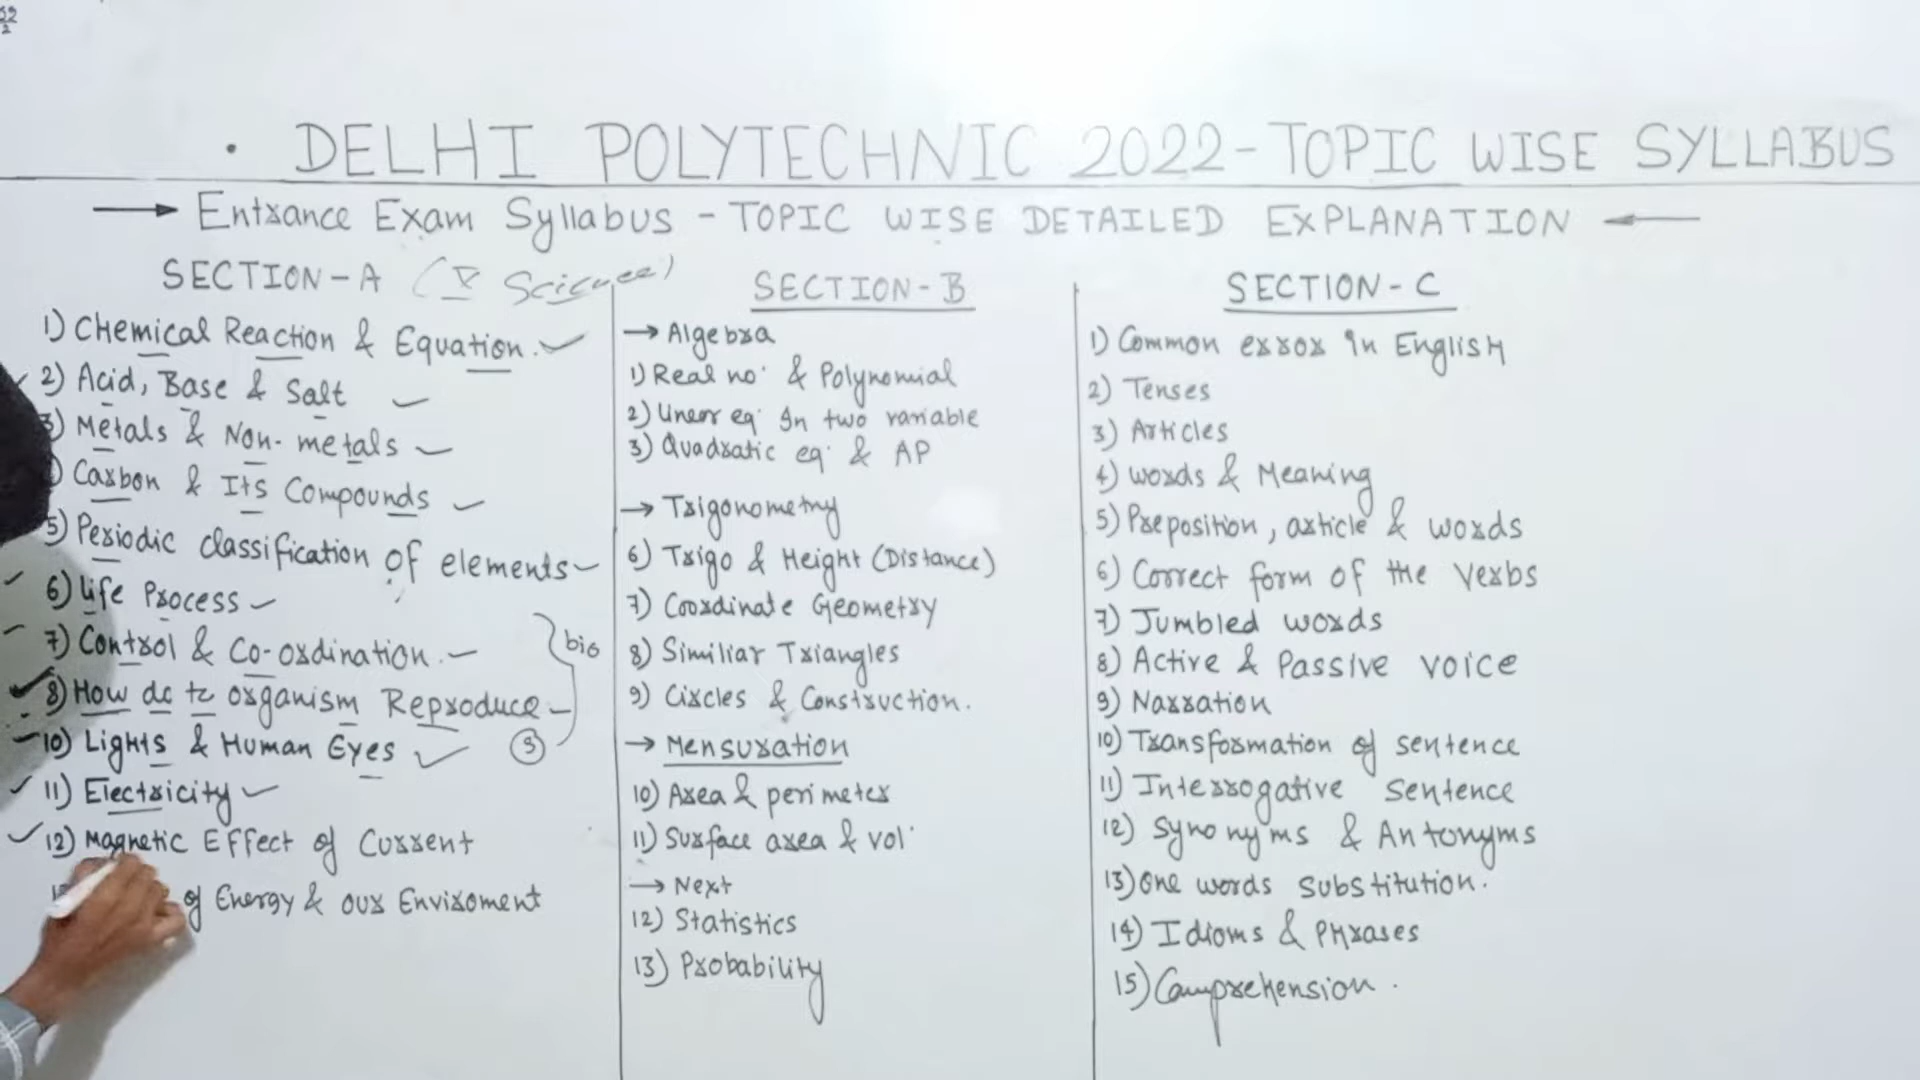 DELHI POLYTECHNIC 2022-TOPIC WISE SYLLABUS
→ Entrance Exam Syllabus - TOPIC WISE DETAILED EXPLANATION ←
SECTION-A (X Science)
1) CHemical Reaction & Equation.
2) Acid, Base & Salt
3) Metals & Non-metals
) Carbon & Its Compounds
5) Periodic classification of elements
6) Life Process
7) Control & Co-ordination.
8) How do to organism Reproduce
bio
10) Lights & Human Eyes
9
11) Electricity
12) Magnetic Effect of Current
of Energy & our Enviroment
SECTION-B
→ Algebra
1) Real no. & Polynomial
2) Linear eq. In two variable
3) Quadratic eq. & AP
→ Trigonometry
6) Trigo & Height (Distance)
7) Coordinate Geometry
8) Similiar Triangles
9) Circles & Construction.
→ Mensuration
10) Area & perimeter
11) Surface area & vol.
→ Next
12) Statistics
13) Probability
SECTION-C
1) Common error in English
2) Tenses
3) Articles
4) words & Meaning
5) Preposition, article & words
6) Correct form of the Verbs
7) Jumbled words
8) Active & Passive voice
9) Narration
10) Transformation of sentence
11) Interrogative sentence
12) Synonyms & Antonyms
13) One words substitution.
14) Idioms & PHrases
15) Comprehension.